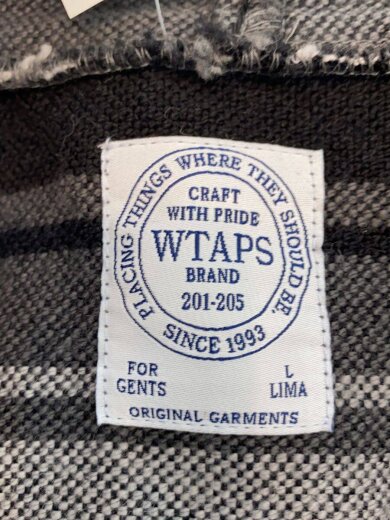 PLACING THINGS WHERE THEY SHOULD BE.
CRAFT
WITH PRIDE
WTAPS
BRAND
201-205
SINCE 1993
FOR
GENTS
L
LIMA
ORIGINAL GARMENTS